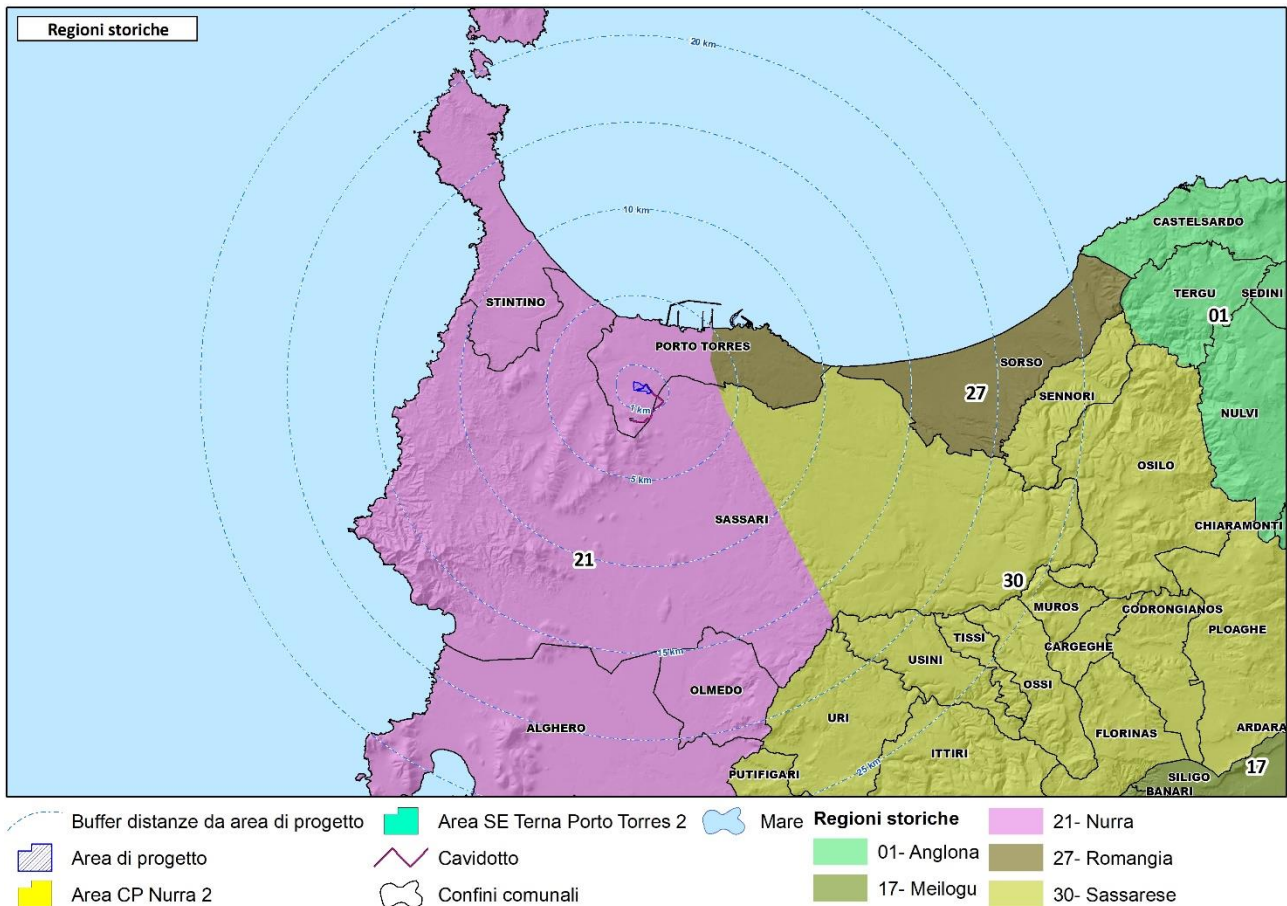 Regioni storiche
20 km
CASTELSARDO
10 km
TERGU
SEDINI
STINTINO
01
PORTO TORRES
SORSO
27
SENNORI
1 km
NULVI
OSILO
5 km
SASSARI
CHIARAMONTI
21
30
MUROS
CODRONGIANOS
PLOAGHE
TISSI
CARGEGHE
15 km
USINI
OSSI
OLMEDO
URI
ALGHERO
FLORINAS
ARDARA
ITTIRI
25 km
17
PUTIFIGARI
SILIGO
BANARI
Buffer distanze da area di progetto
Area di progetto
Area CP Nurra 2
Area SE Terna Porto Torres 2
Cavidotto
Confini comunali
Mare
Regioni storiche
01- Anglona
17- Meilogu
21- Nurra
27- Romangia
30- Sassarese